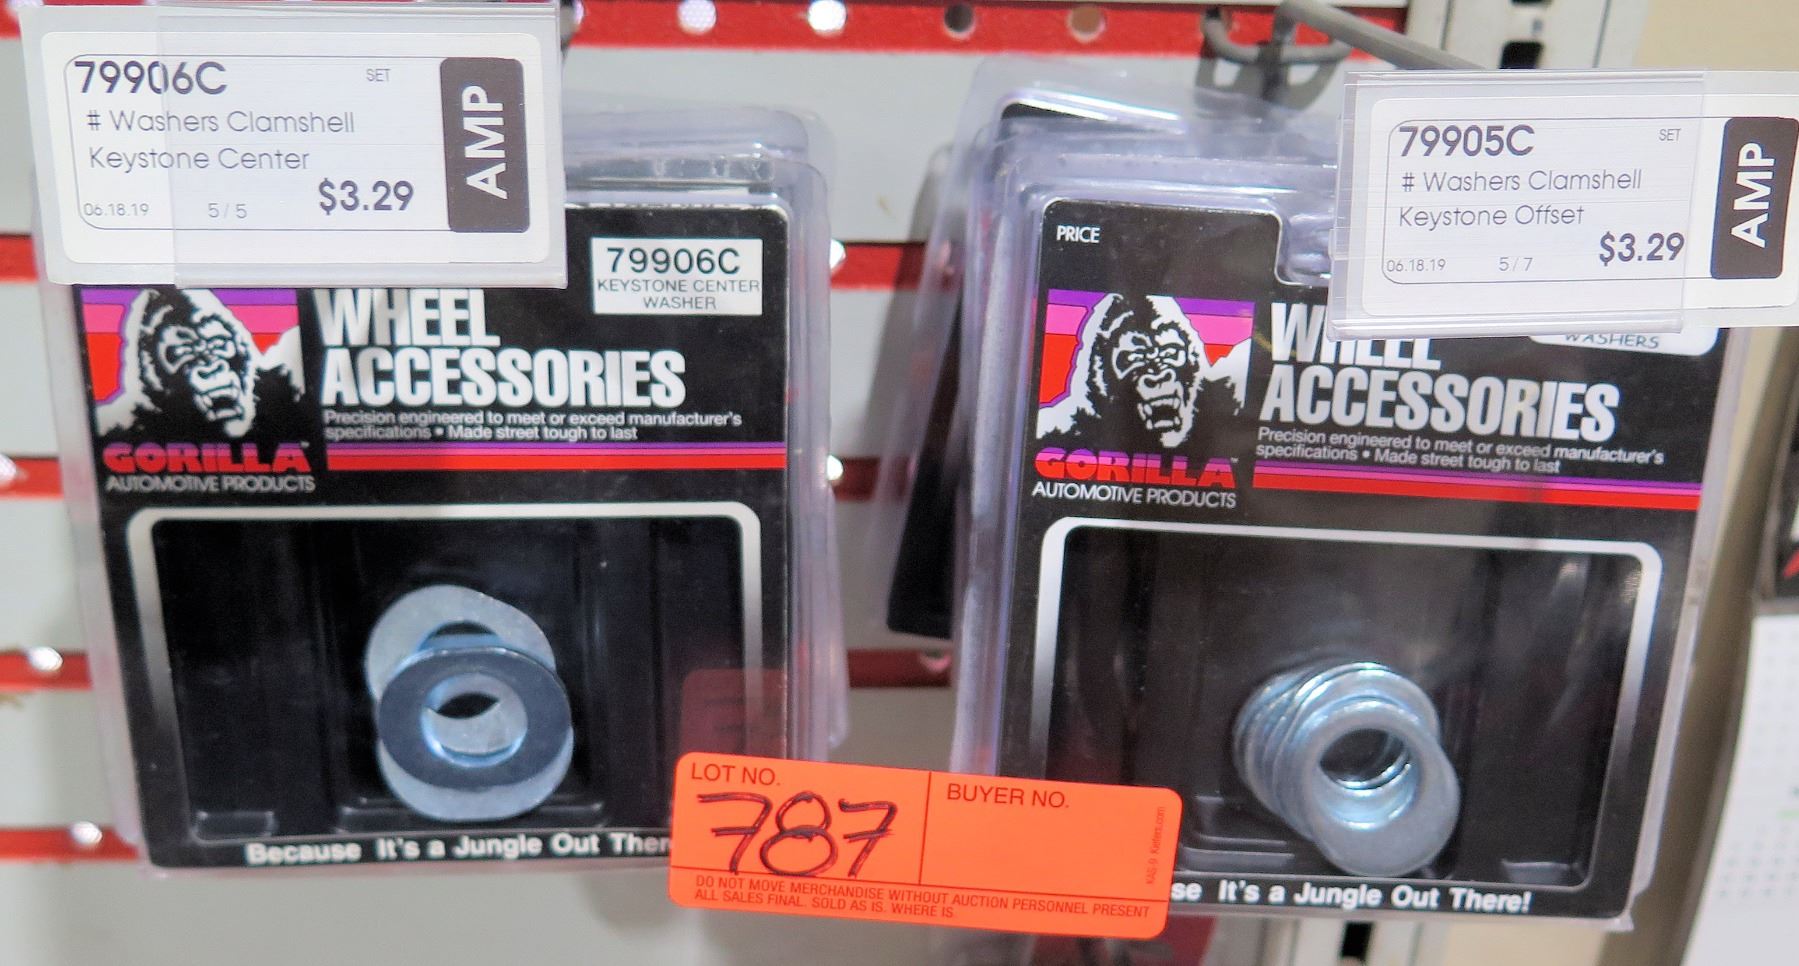 79906C SET
# Washers Clamshell
Keystone Center
06.18.19 5/5 $3.29
AMP
79906C
KEYSTONE CENTER
WASHER
WHEEL
ACCESSORIES
Precision engineered to meet or exceed manufacturer's
specifications • Made street tough to last
GORILLA™
AUTOMOTIVE PRODUCTS
Because It's a Jungle Out Ther
79905C SET
# Washers Clamshell
Keystone Offset
06.18.19 5/7 $3.29
AMP
PRICE
WASHERS
WHEEL
ACCESSORIES
Precision engineered to meet or exceed manufacturer's
specifications • Made street tough to last
GORILLA™
AUTOMOTIVE PRODUCTS
se It's a Jungle Out There!
LOT NO. BUYER NO.
787
DO NOT MOVE MERCHANDISE WITHOUT AUCTION PERSONNEL PRESENT
ALL SALES FINAL. SOLD AS IS. WHERE IS.